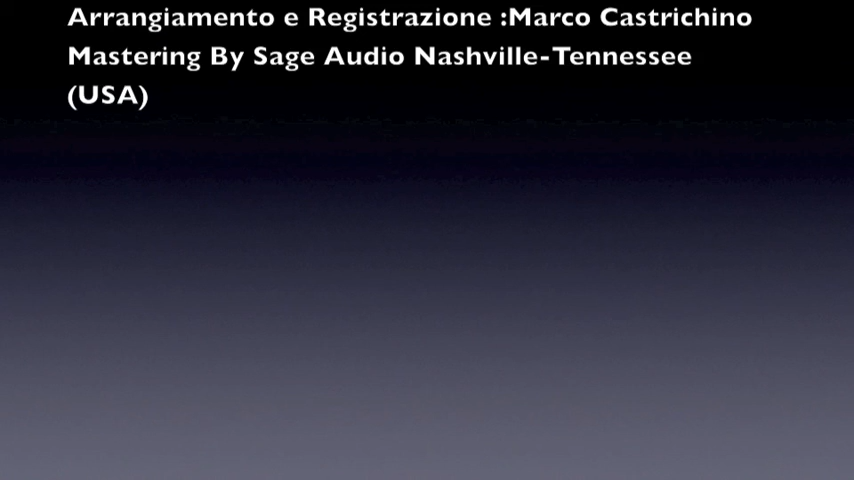 Arrangiamento e Registrazione :Marco Castrichino
Mastering By Sage Audio Nashville-Tennessee
(USA)